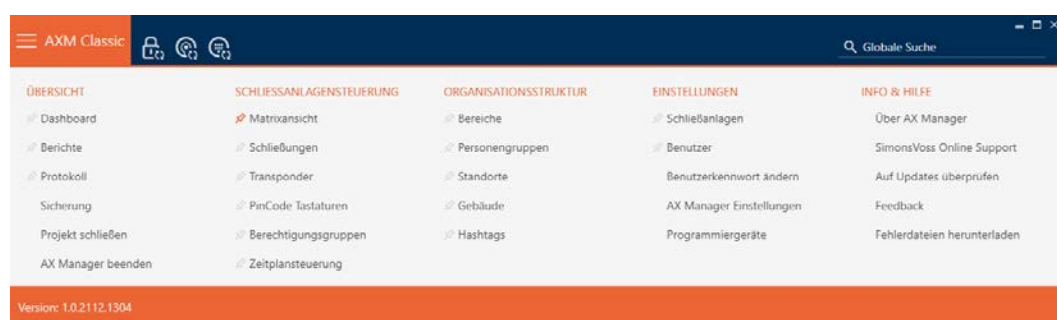 AXM Classic
Globale Suche
ÜBERSICHT
Dashboard
Berichte
Protokoll
Sicherung
Projekt schließen
AX Manager beenden
SCHLIESSANLAGENSTEUERUNG
Matrixansicht
Schließungen
Transponder
PinCode Tastaturen
Berechtigungsgruppen
Zeitplansteuerung
ORGANISATIONSSTRUKTUR
Bereiche
Personengruppen
Standorte
Gebäude
Hashtags
EINSTELLUNGEN
Schließanlagen
Benutzer
Benutzerkennwort ändern
AX Manager Einstellungen
Programmiergeräte
INFO & HILFE
Über AX Manager
SimonsVoss Online Support
Auf Updates überprüfen
Feedback
Fehlerdateien herunterladen
Version: 1.0.2112.1304